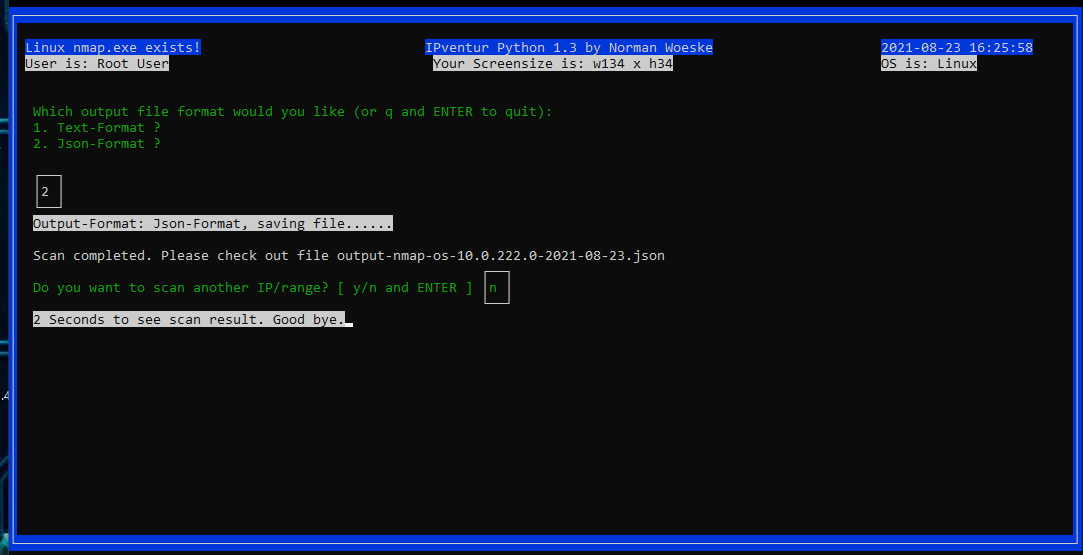 Linux nmap.exe exists! IPventur Python 1.3 by Norman Woeske 2021-08-23 16:25:58
User is: Root User Your Screensize is: w134 x h34 OS is: Linux
Which output file format would you like (or q and ENTER to quit):
1. Text-Format ?
2. Json-Format ?
2
Output-Format: Json-Format, saving file......
Scan completed. Please check out file output-nmap-os-10.0.222.0-2021-08-23.json
Do you want to scan another IP/range? [ y/n and ENTER ] n
2 Seconds to see scan result. Good bye.
.4